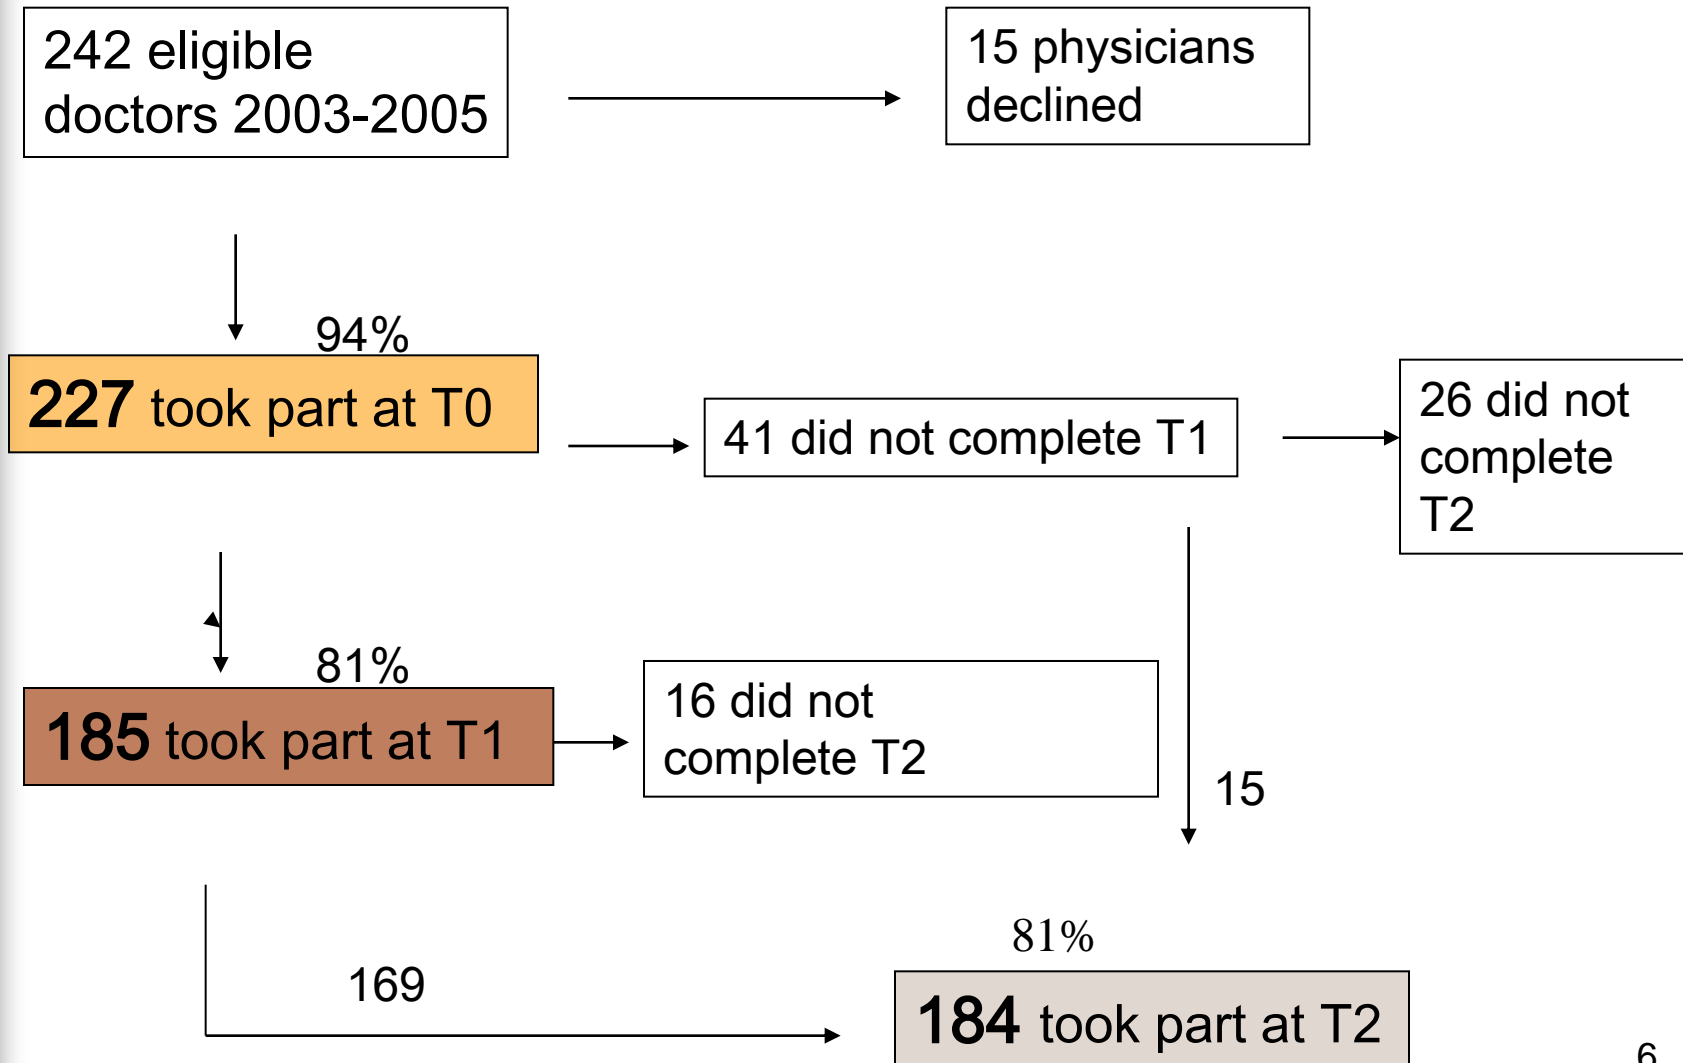 242 eligible
doctors 2003-2005
15 physicians
declined
94%
227 took part at T0
41 did not complete T1
26 did not
complete
T2
81%
185 took part at T1
16 did not
complete T2
15
169
81%
184 took part at T2
6